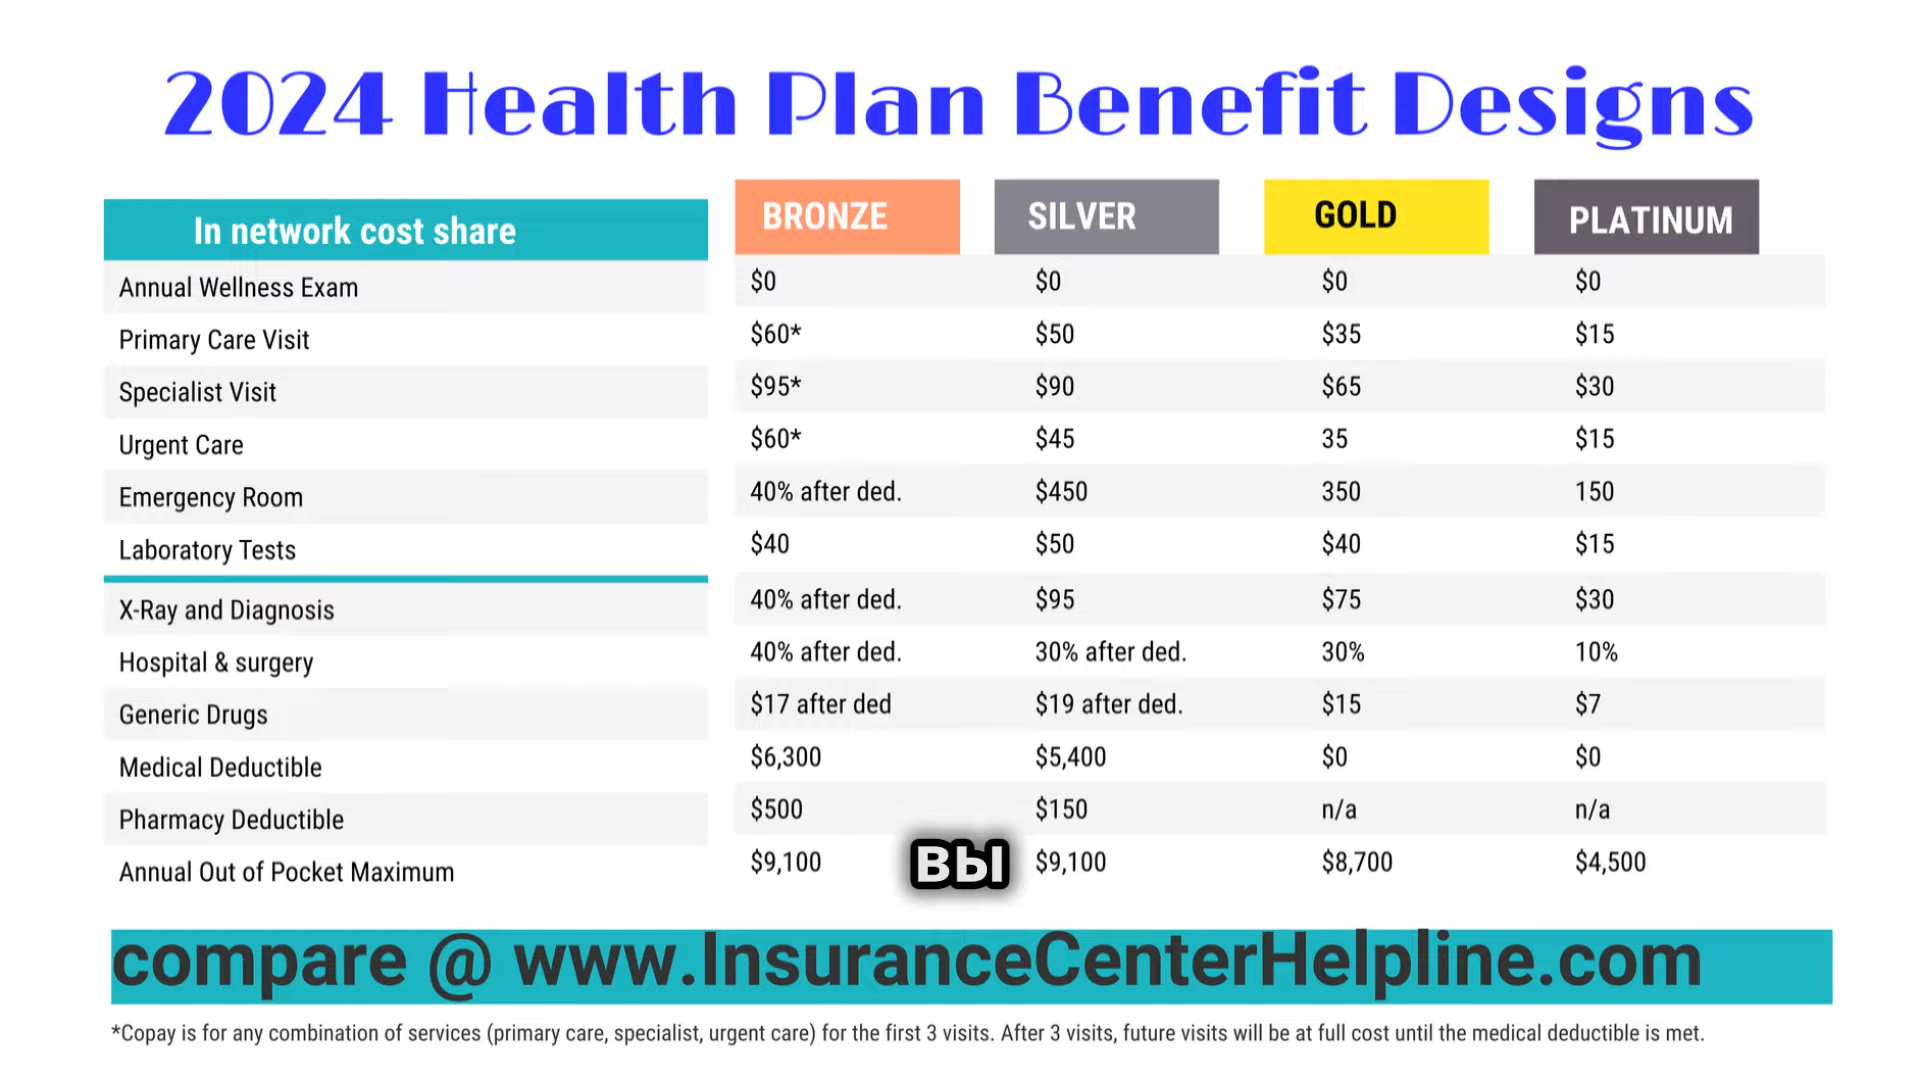 2024 Health Plan Benefit Designs
In network cost share BRONZE SILVER GOLD PLATINUM
Annual Wellness Exam $0 $0 $0 $0
Primary Care Visit $60* $50 $35 $15
Specialist Visit $95* $90 $65 $30
Urgent Care $60* $45 35 $15
Emergency Room 40% after ded. $450 350 150
Laboratory Tests $40 $50 $40 $15
X-Ray and Diagnosis 40% after ded. $95 $75 $30
Hospital & surgery 40% after ded. 30% after ded. 30% 10%
Generic Drugs $17 after ded $19 after ded. $15 $7
Medical Deductible $6,300 $5,400 $0 $0
Pharmacy Deductible $500 $150 n/a n/a
Annual Out of Pocket Maximum $9,100 $9,100 $8,700 $4,500
вы
compare @ www.InsuranceCenterHelpline.com
*Copay is for any combination of services (primary care, specialist, urgent care) for the first 3 visits. After 3 visits, future visits will be at full cost until the medical deductible is met.